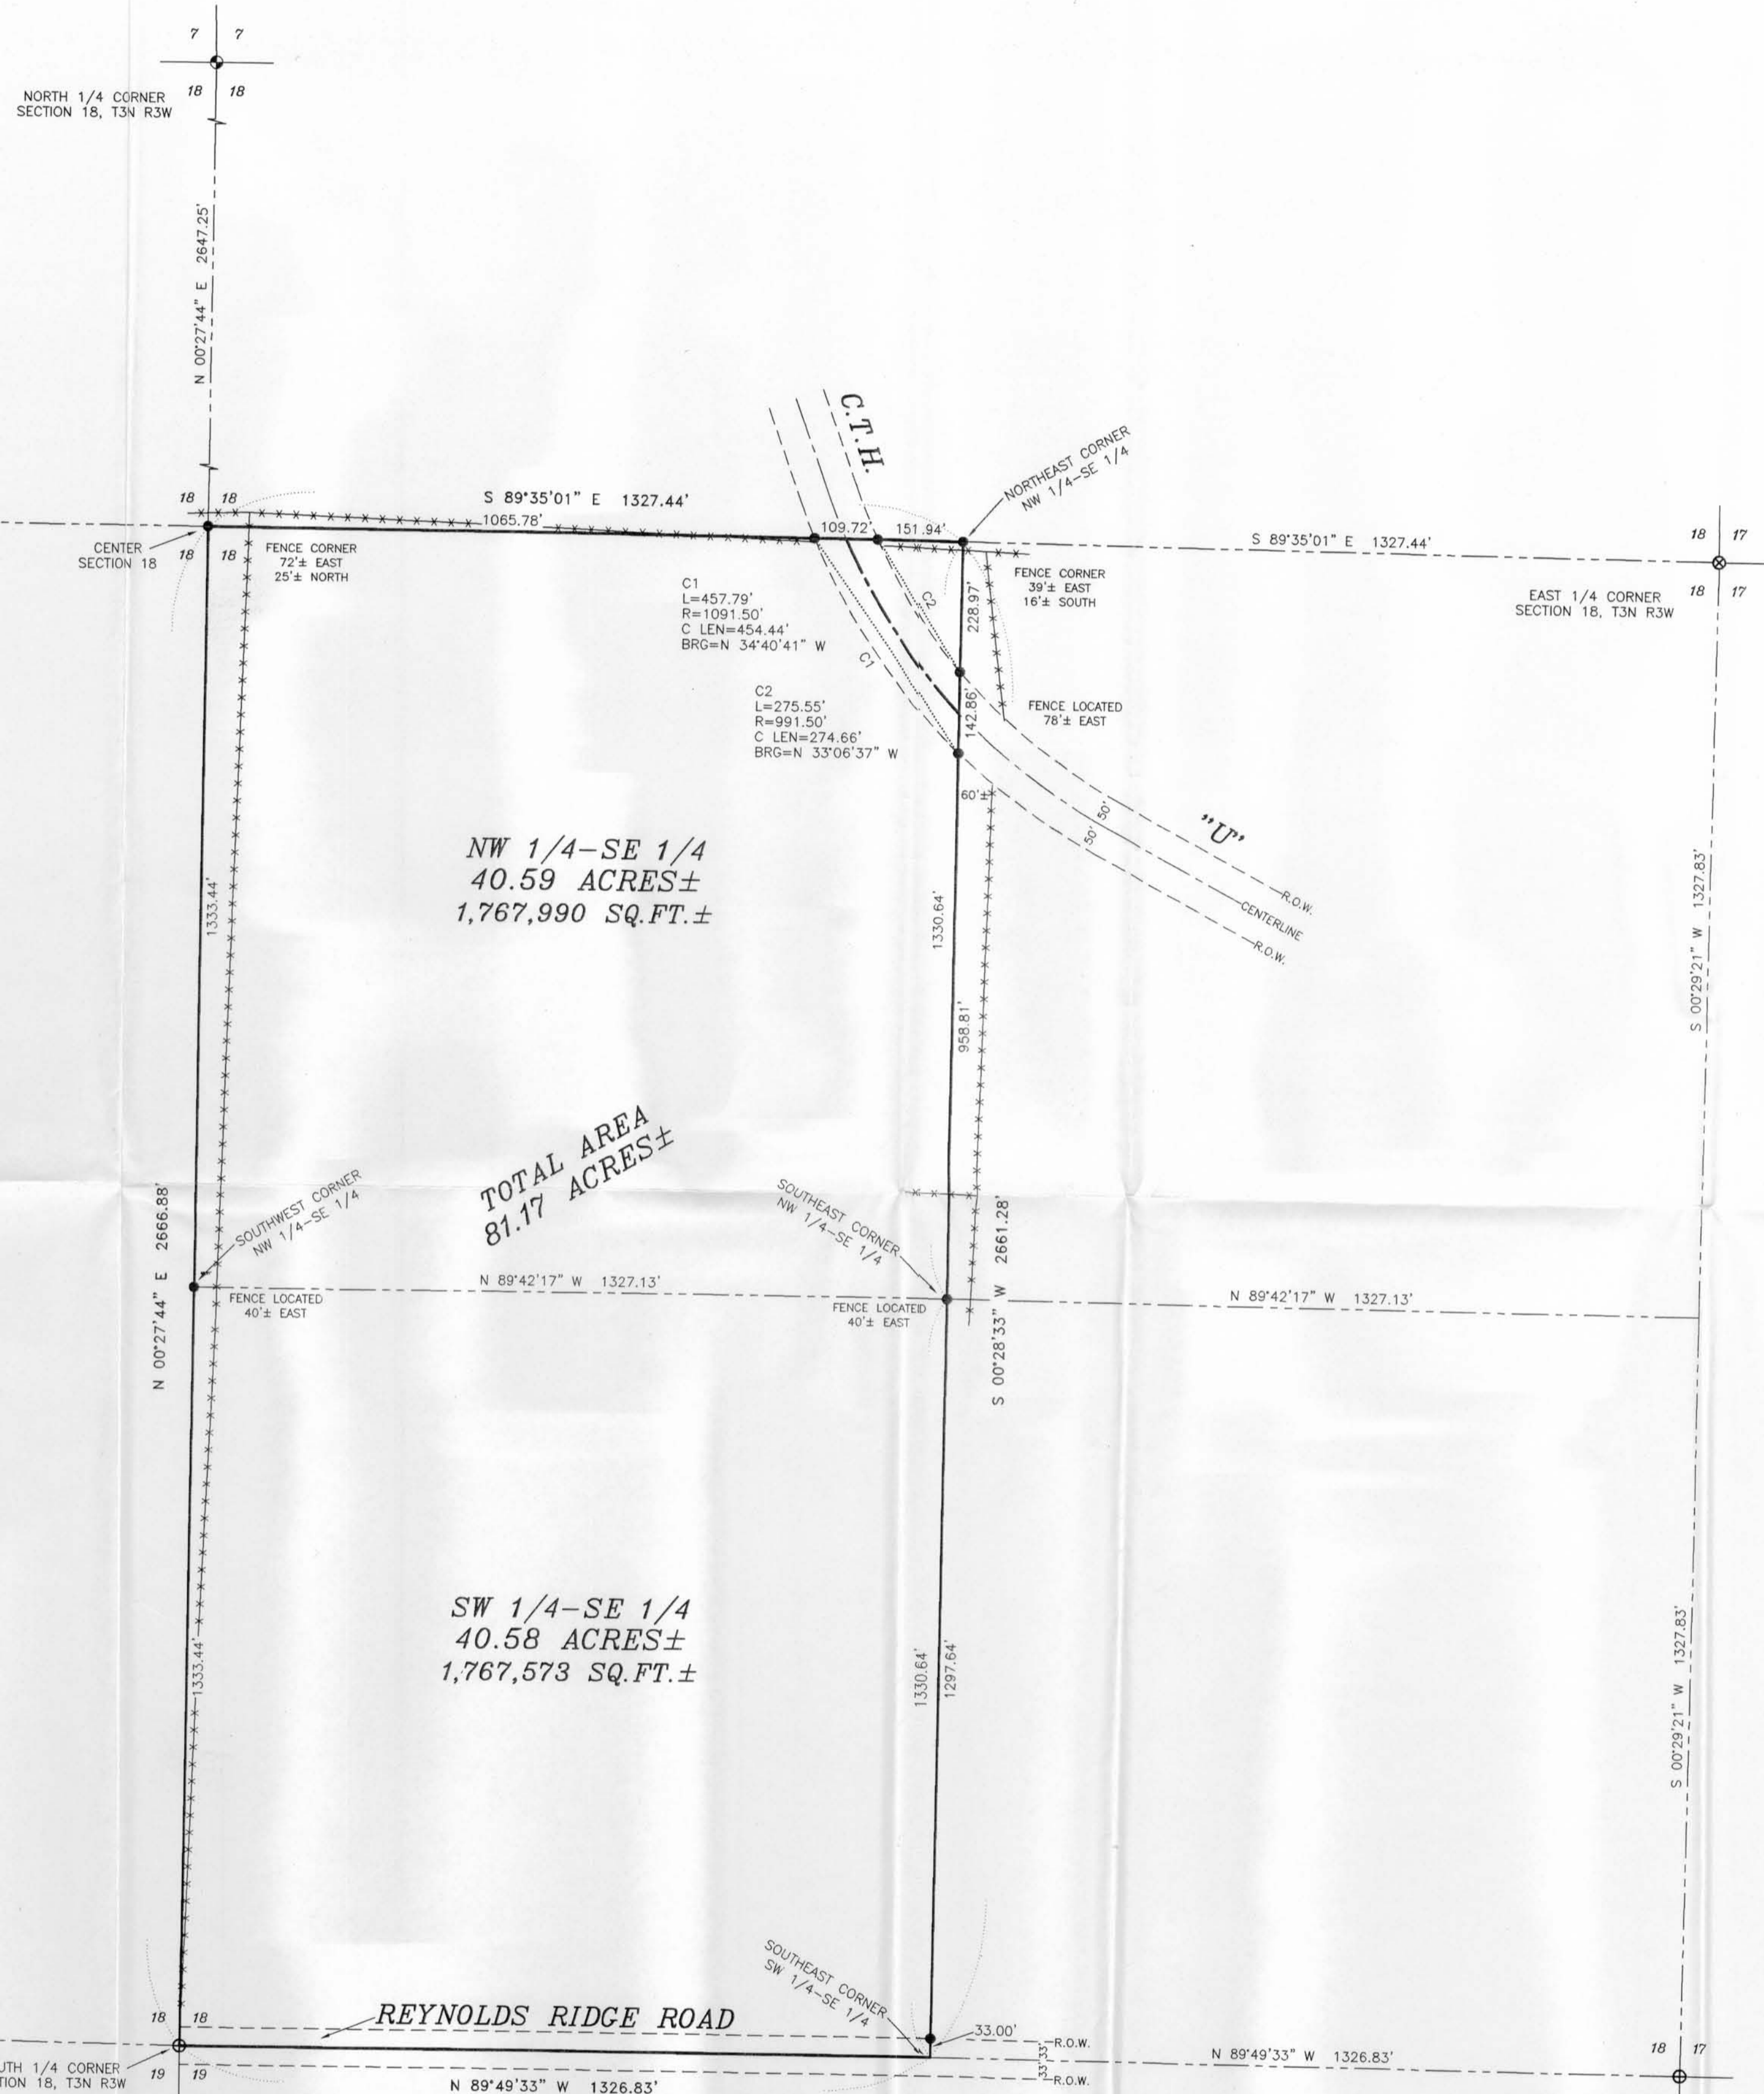 7 7
18 18
NORTH 1/4 CORNER
SECTION 18, T3N R3W
N 00°27'44" E 2647.25'
C.T.H.
NORTHEAST CORNER
NW 1/4-SE 1/4
18 18
S 89°35'01" E 1327.44'
1065.78'
109.72'
151.94'
S 89°35'01" E 1327.44'
18 17
CENTER
SECTION 18
18 18
FENCE CORNER
72'± EAST
25'± NORTH
FENCE CORNER
39'± EAST
16'± SOUTH
EAST 1/4 CORNER
SECTION 18, T3N R3W
18 17
C1
L=457.79'
R=1091.50'
C LEN=454.44'
BRG=N 34°40'41" W
C2
228.97'
C1
C2
L=275.55'
R=991.50'
C LEN=274.66'
BRG=N 33°06'37" W
142.86'
FENCE LOCATED
78'± EAST
60'±
50'
50'
"U"
R.O.W.
CENTERLINE
R.O.W.
NW 1/4-SE 1/4
40.59 ACRES±
1,767,990 SQ.FT.±
1333.44'
1330.64'
958.81'
S 00°29'21" W 1327.83'
TOTAL AREA
81.17 ACRES±
SOUTHWEST CORNER
NW 1/4-SE 1/4
SOUTHEAST CORNER
NW 1/4-SE 1/4
N 00°27'44" E 2666.88'
S 00°28'33" W 2661.28'
N 89°42'17" W 1327.13'
N 89°42'17" W 1327.13'
FENCE LOCATED
40'± EAST
FENCE LOCATED
40'± EAST
SW 1/4-SE 1/4
40.58 ACRES±
1,767,573 SQ.FT.±
1333.44'
1330.64'
1297.64'
S 00°29'21" W 1327.83'
SOUTHEAST CORNER
SW 1/4-SE 1/4
18 18
REYNOLDS RIDGE ROAD
33.00'
R.O.W.
33'
33'
R.O.W.
UTH 1/4 CORNER
TION 18, T3N R3W
19 19
N 89°49'33" W 1326.83'
N 89°49'33" W 1326.83'
18 17